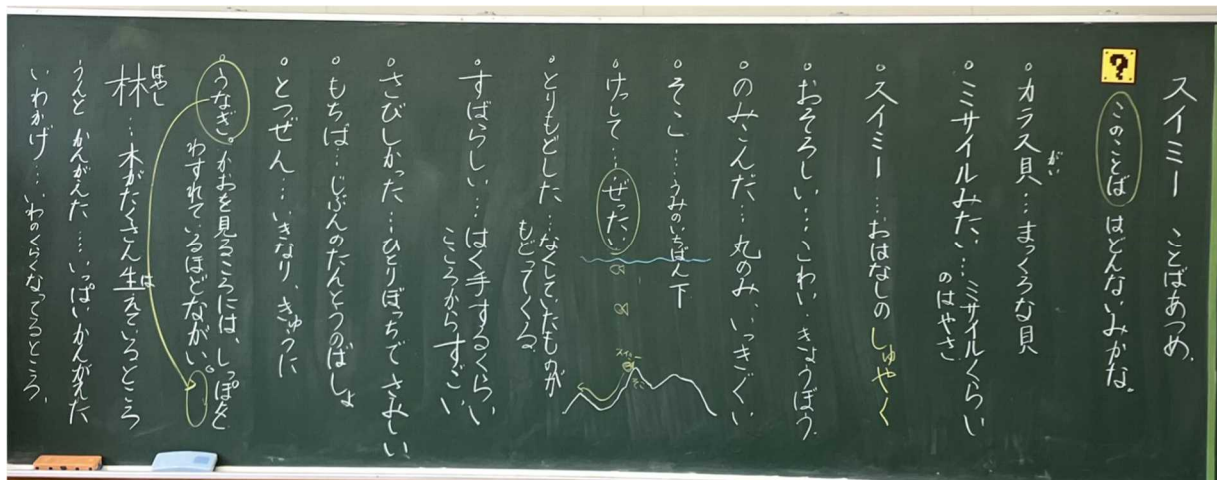 スイミー ことばあつめ
?
このことば はどんないみかな。
。カラス貝…まっくろな貝
がい
。ミサイルみたい…ミサイルくらい
のはやさ
。スイミー…おはなしのしゅやく
。おそろしい…こわい・きょうぼう
。のみこんだ…丸のみ、いっきぐい
。そこ…うみのいちばん下
。けっして…ぜったい
スイミー
そこ
。とりもどした…なくしていたものが
もどってくる
。すばらしい…はく手するくらい
こころからすごい
。さびしかった…ひとりぼっちでさみしい
。もちば…じぶんのたんとうのばしょ
。とつぜん…いきなり、きゅうに
。うなぎ。かおを見るころには、しっぽを
わすれているほどながい。
林…木がたくさん生えているところ
はやし
は
うんと かんがえた …いっぱいかんがえた
いわかげ…いわのくらくなってるところ、